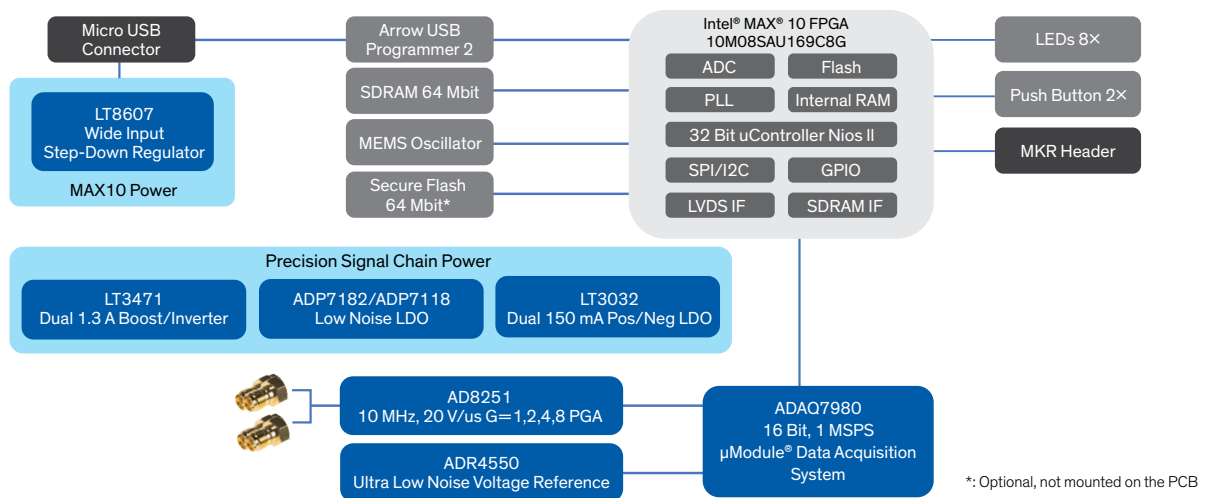 Micro USB
Connector
LT8607
Wide Input
Step-Down Regulator
MAX10 Power
Arrow USB
Programmer 2
SDRAM 64 Mbit
MEMS Oscillator
Secure Flash
64 Mbit*
Intel® MAX® 10 FPGA
10M08SAU169C8G
ADC
Flash
PLL
Internal RAM
32 Bit uController Nios II
SPI/I2C
GPIO
LVDS IF
SDRAM IF
LEDs 8×
Push Button 2×
MKR Header
Precision Signal Chain Power
LT3471
Dual 1.3 A Boost/Inverter
ADP7182/ADP7118
Low Noise LDO
LT3032
Dual 150 mA Pos/Neg LDO
AD8251
10 MHz, 20 V/us G=1,2,4,8 PGA
ADR4550
Ultra Low Noise Voltage Reference
ADAQ7980
16 Bit, 1 MSPS
µModule® Data Acquisition
System
*: Optional, not mounted on the PCB